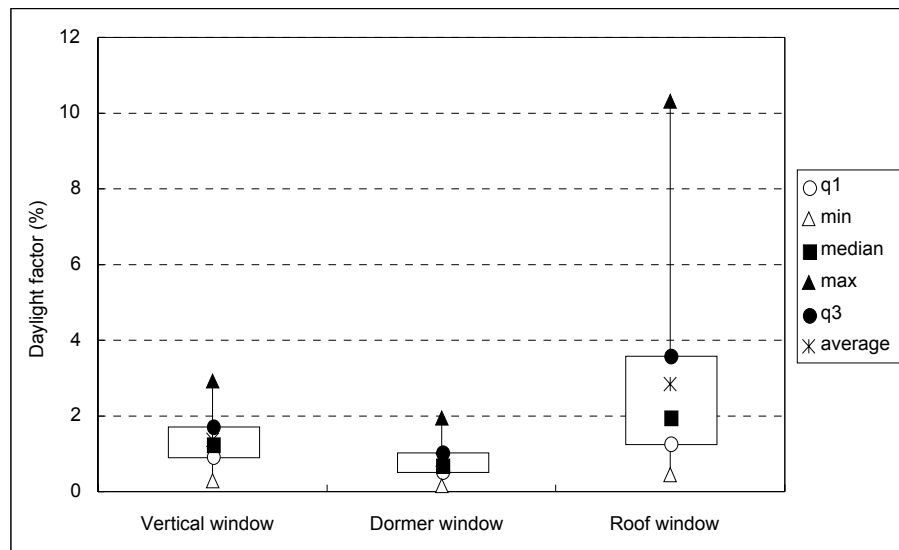 12
10
8
6
4
2
0
Daylight factor (%)
Vertical window
Dormer window
Roof window
q1
min
median
max
q3
average